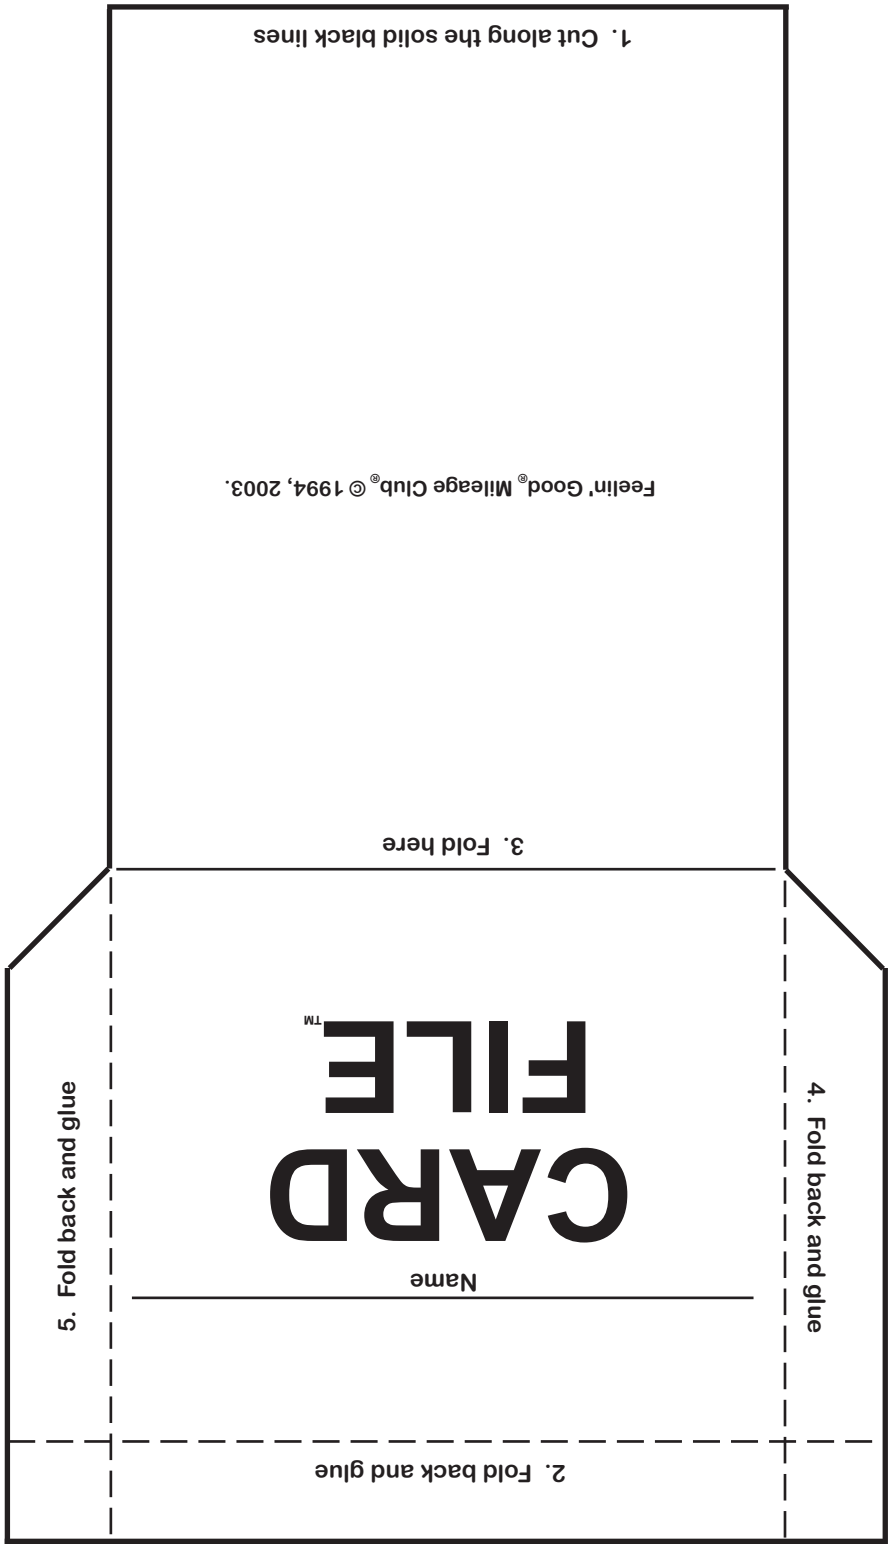 2.  Fold back and glue
Name
CARD
FILE™
3.  Fold here
Feelin' Good® Mileage Club® © 1994, 2003.
1.  Cut along the solid black lines
4.  Fold back and glue
5.  Fold back and glue